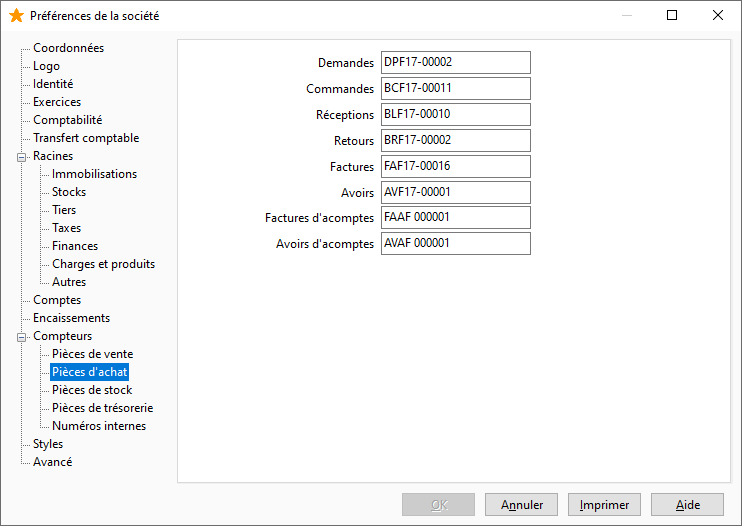 Préférences de la société
Coordonnées
Logo
Identité
Exercices
Comptabilité
Transfert comptable
Racines
Immobilisations
Stocks
Tiers
Taxes
Finances
Charges et produits
Autres
Comptes
Encaissements
Compteurs
Pièces de vente
Pièces d'achat
Pièces de stock
Pièces de trésorerie
Numéros internes
Styles
Avancé
Demandes DPF17-00002
Commandes BCF17-00011
Réceptions BLF17-00010
Retours BRF17-00002
Factures FAF17-00016
Avoirs AVF17-00001
Factures d'acomptes FAAF 000001
Avoirs d'acomptes AVAF 000001
OK Annuler Imprimer Aide